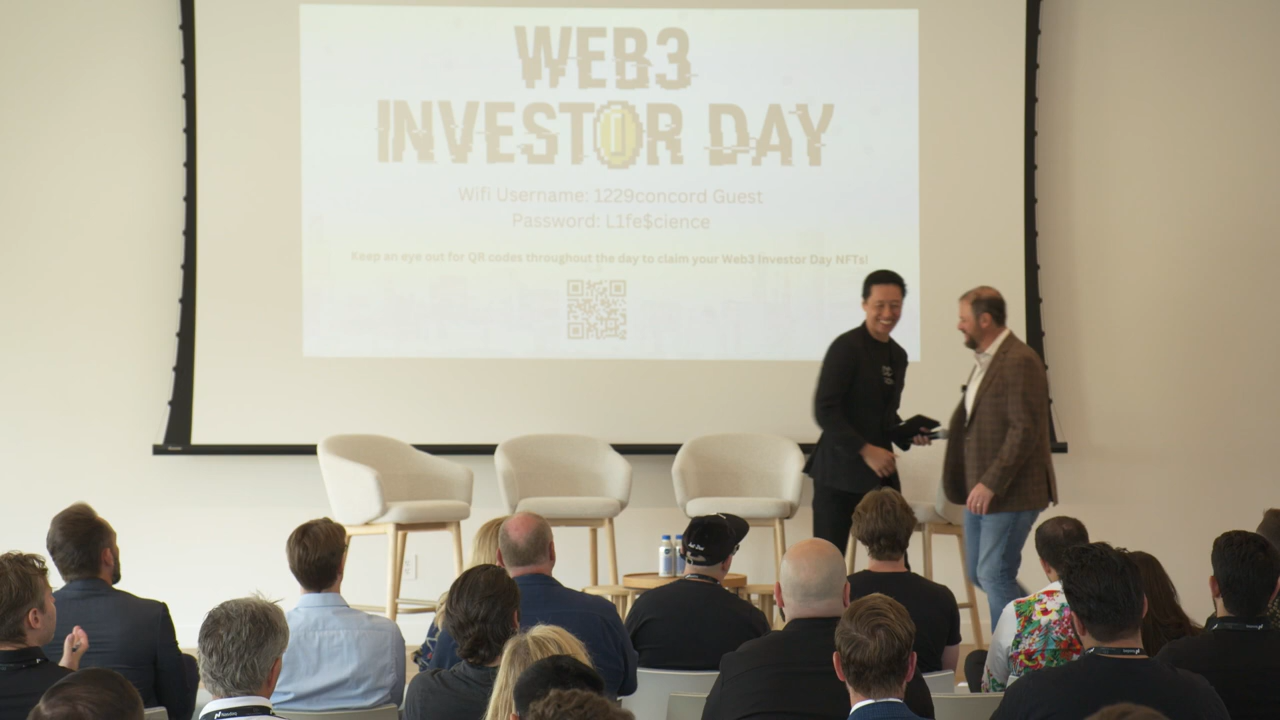 WEB3
INVESTOR DAY
Wifi Username: 1229concord Guest
Password: L1fe$cience
Keep an eye out for QR codes throughout the day to claim your Web3 Investor Day NFTs!